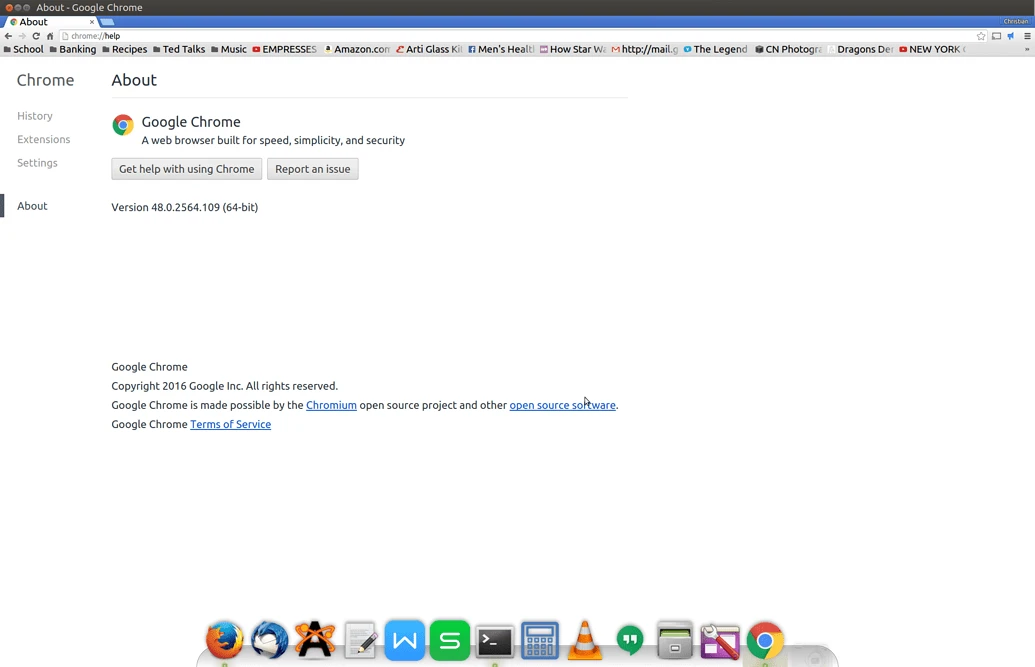 About - Google Chrome
About
Christian
chrome://help
School Banking Recipes Ted Talks Music EMPRESSES Amazon.com Arti Glass Kit Men's Health How Star Wa http://mail.g The Legend CN Photogra Dragons Der NEW YORK
Chrome
About
History
Extensions
Settings
About
Google Chrome
A web browser built for speed, simplicity, and security
Get help with using Chrome
Report an issue
Version 48.0.2564.109 (64-bit)
Google Chrome
Copyright 2016 Google Inc. All rights reserved.
Google Chrome is made possible by the Chromium open source project and other open source software.
Google Chrome Terms of Service